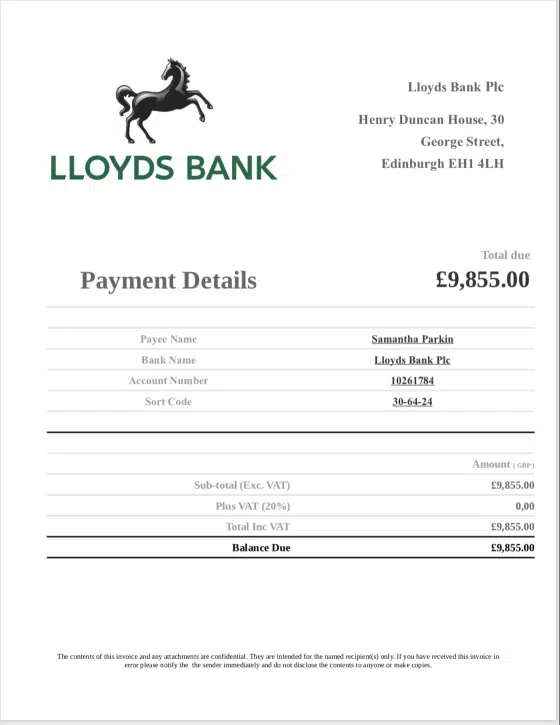 LLOYDS BANK
Lloyds Bank Plc
Henry Duncan House, 30
George Street,
Edinburgh EH1 4LH
Total due
Payment Details
£9,855.00
Payee Name Samantha Parkin
Bank Name Lloyds Bank Plc
Account Number 10261784
Sort Code 30-64-24
Amount ( GBP )
Sub-total (Exc. VAT) £9,855.00
Plus VAT (20%) 0,00
Total Inc VAT £9,855.00
Balance Due £9,855.00
The contents of this invoice and any attachments are confidential. They are intended for the named recipient(s) only. If you have received this invoice in
error please notify the the sender immediately and do not disclose the contents to anyone or make copies.